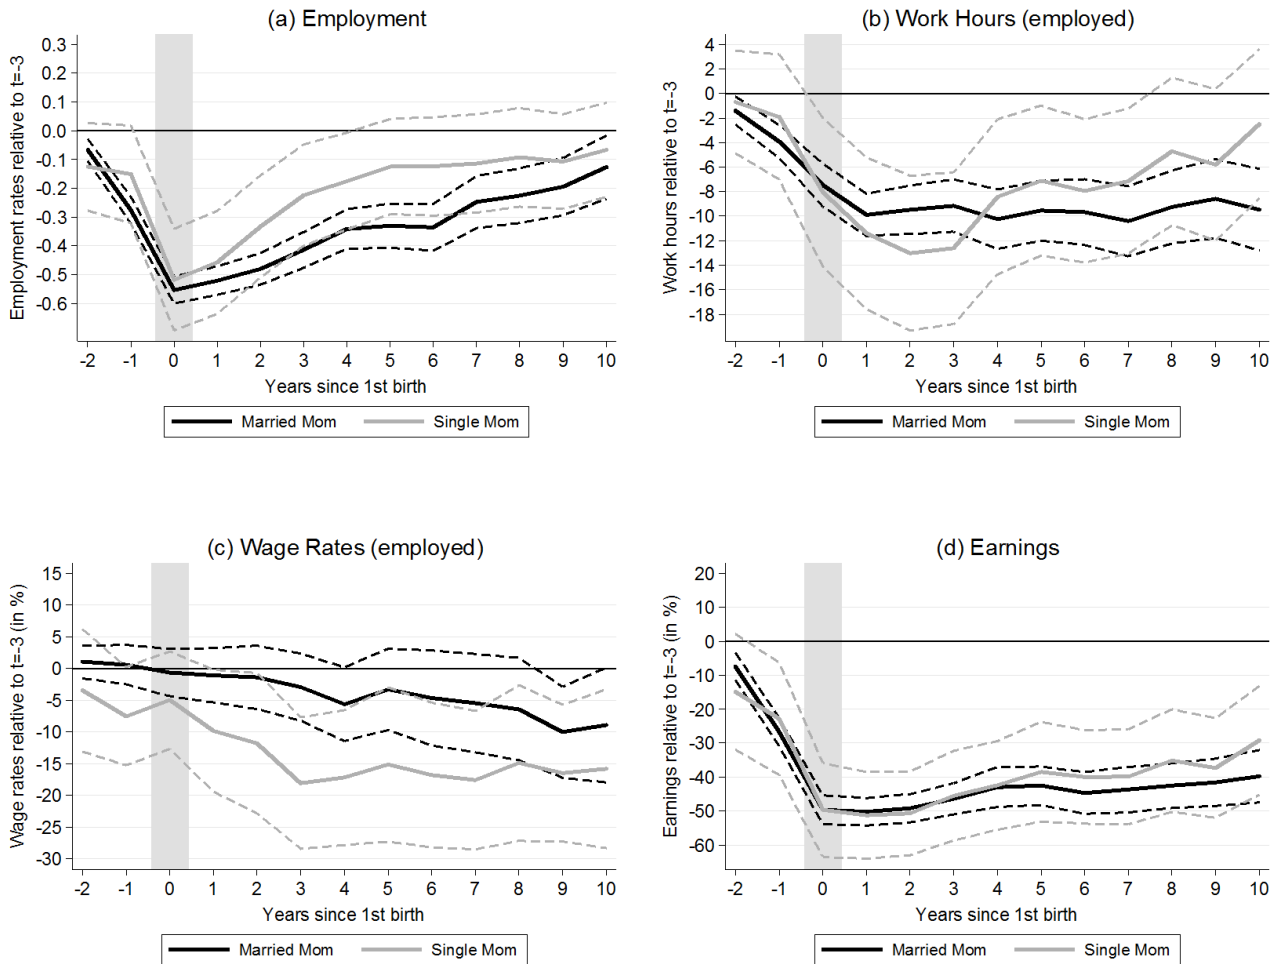 (a) Employment
Employment rates relative to t=-3
0.3
0.2
0.1
0.0
-0.1
-0.2
-0.3
-0.4
-0.5
-0.6
-2 -1 0 1 2 3 4 5 6 7 8 9 10
Years since 1st birth
Married Mom Single Mom
(b) Work Hours (employed)
Work hours relative to t=-3
4
2
0
-2
-4
-6
-8
-10
-12
-14
-16
-18
-2 -1 0 1 2 3 4 5 6 7 8 9 10
Years since 1st birth
Married Mom Single Mom
(c) Wage Rates (employed)
Wage rates relative to t=-3 (in %)
15
10
5
0
-5
-10
-15
-20
-25
-30
-2 -1 0 1 2 3 4 5 6 7 8 9 10
Years since 1st birth
Married Mom Single Mom
(d) Earnings
Earnings relative to t=-3 (in %)
20
10
0
-10
-20
-30
-40
-50
-60
-2 -1 0 1 2 3 4 5 6 7 8 9 10
Years since 1st birth
Married Mom Single Mom